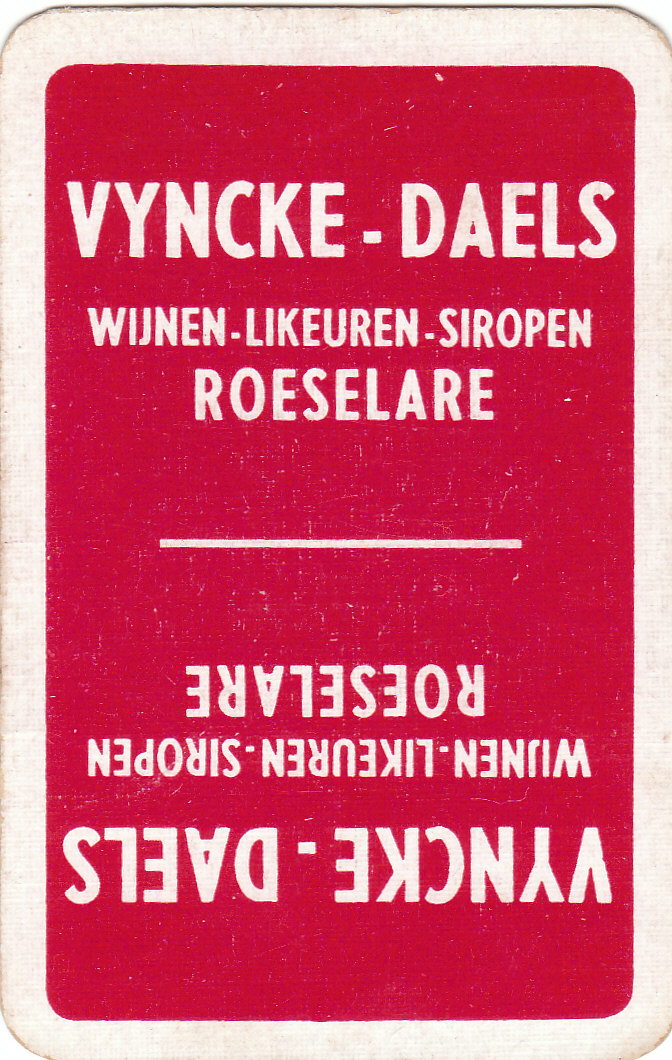 VYNCKE - DAELS
WIJNEN-LIKEUREN-SIROPEN
ROESELARE
ROESELARE
WIJNEN-LIKEUREN-SIROPEN
VYNCKE - DAELS